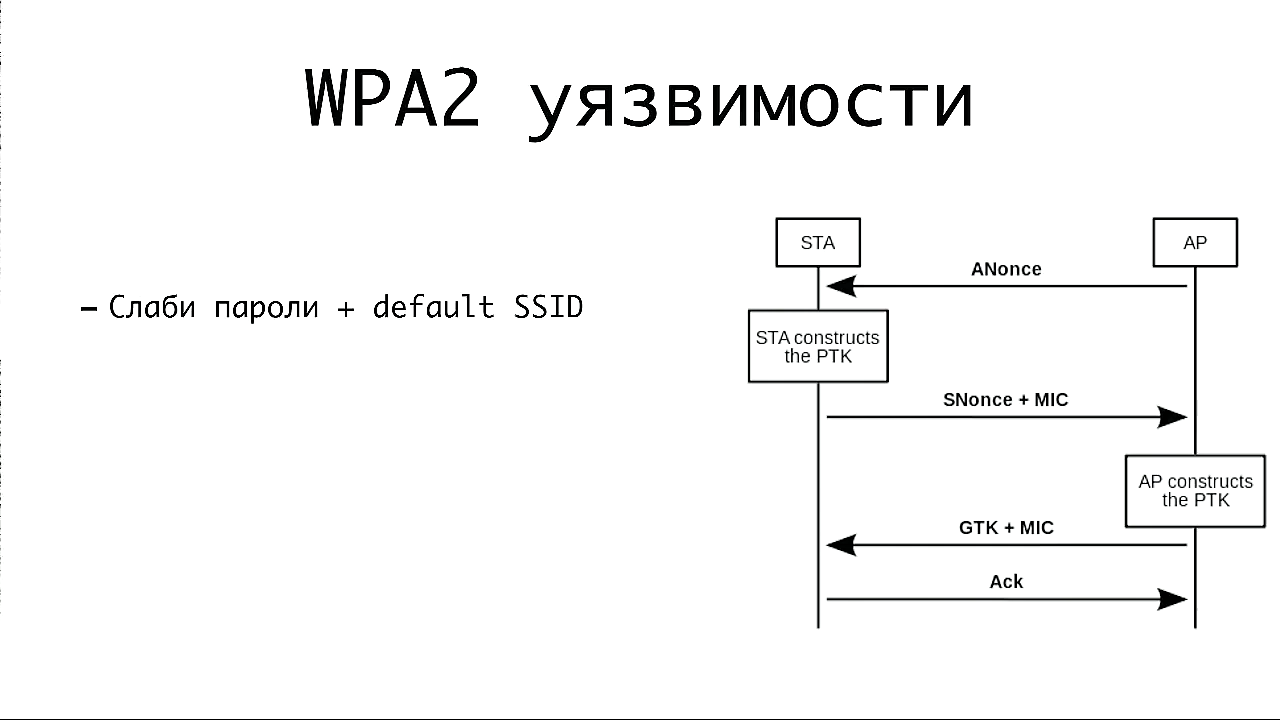 WPA2 уязвимости
– Слаби пароли + default SSID
STA
AP
ANonce
STA constructs
the PTK
SNonce + MIC
AP constructs
the PTK
GTK + MIC
Ack